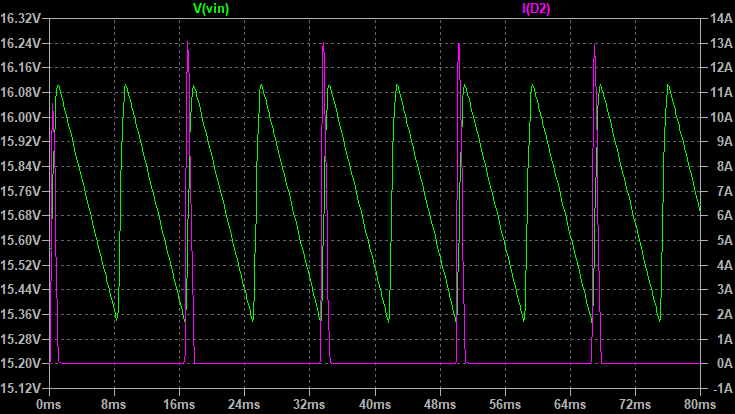 V(vin) I(D2)
16.32V 14A
16.24V 13A
16.16V 12A
16.08V 11A
16.00V 10A
15.92V 9A
15.84V 8A
15.76V 7A
15.68V 6A
15.60V 5A
15.52V 4A
15.44V 3A
15.36V 2A
15.28V 1A
15.20V 0A
15.12V -1A
0ms 8ms 16ms 24ms 32ms 40ms 48ms 56ms 64ms 72ms 80ms